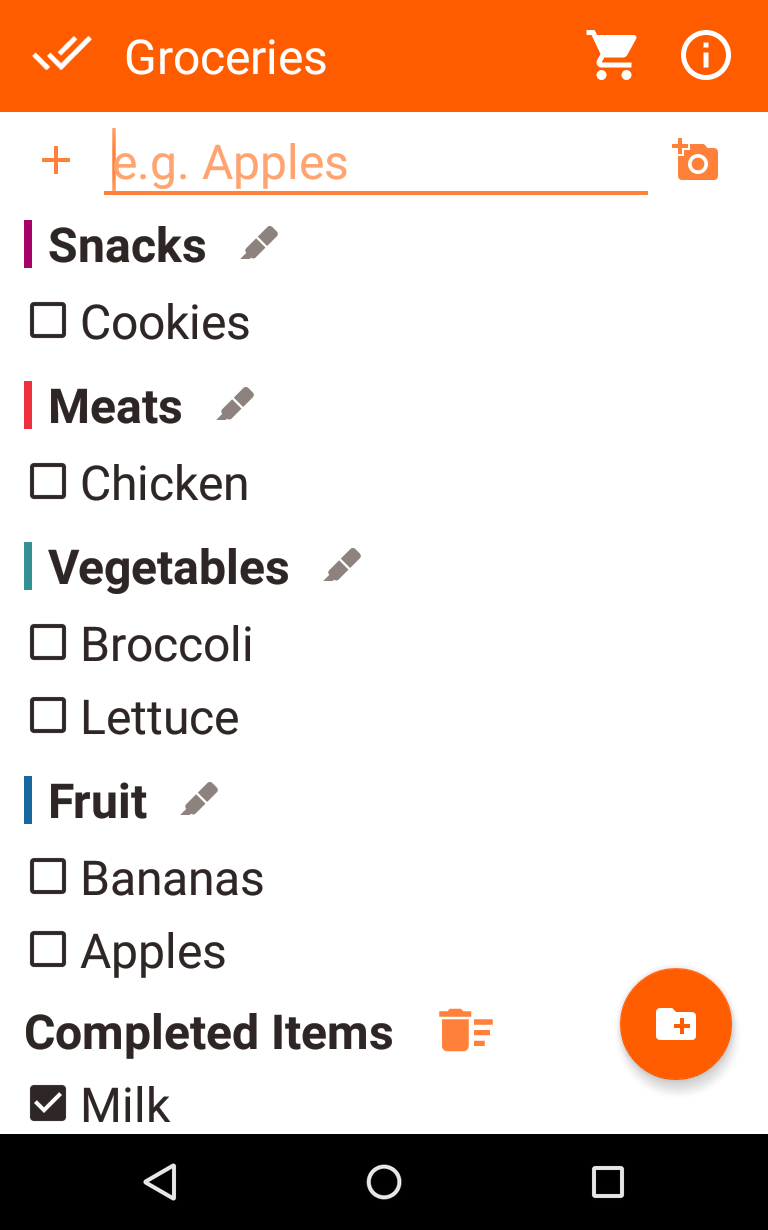 Groceries
e.g. Apples
Snacks
Cookies
Meats
Chicken
Vegetables
Broccoli
Lettuce
Fruit
Bananas
Apples
Completed Items
Milk